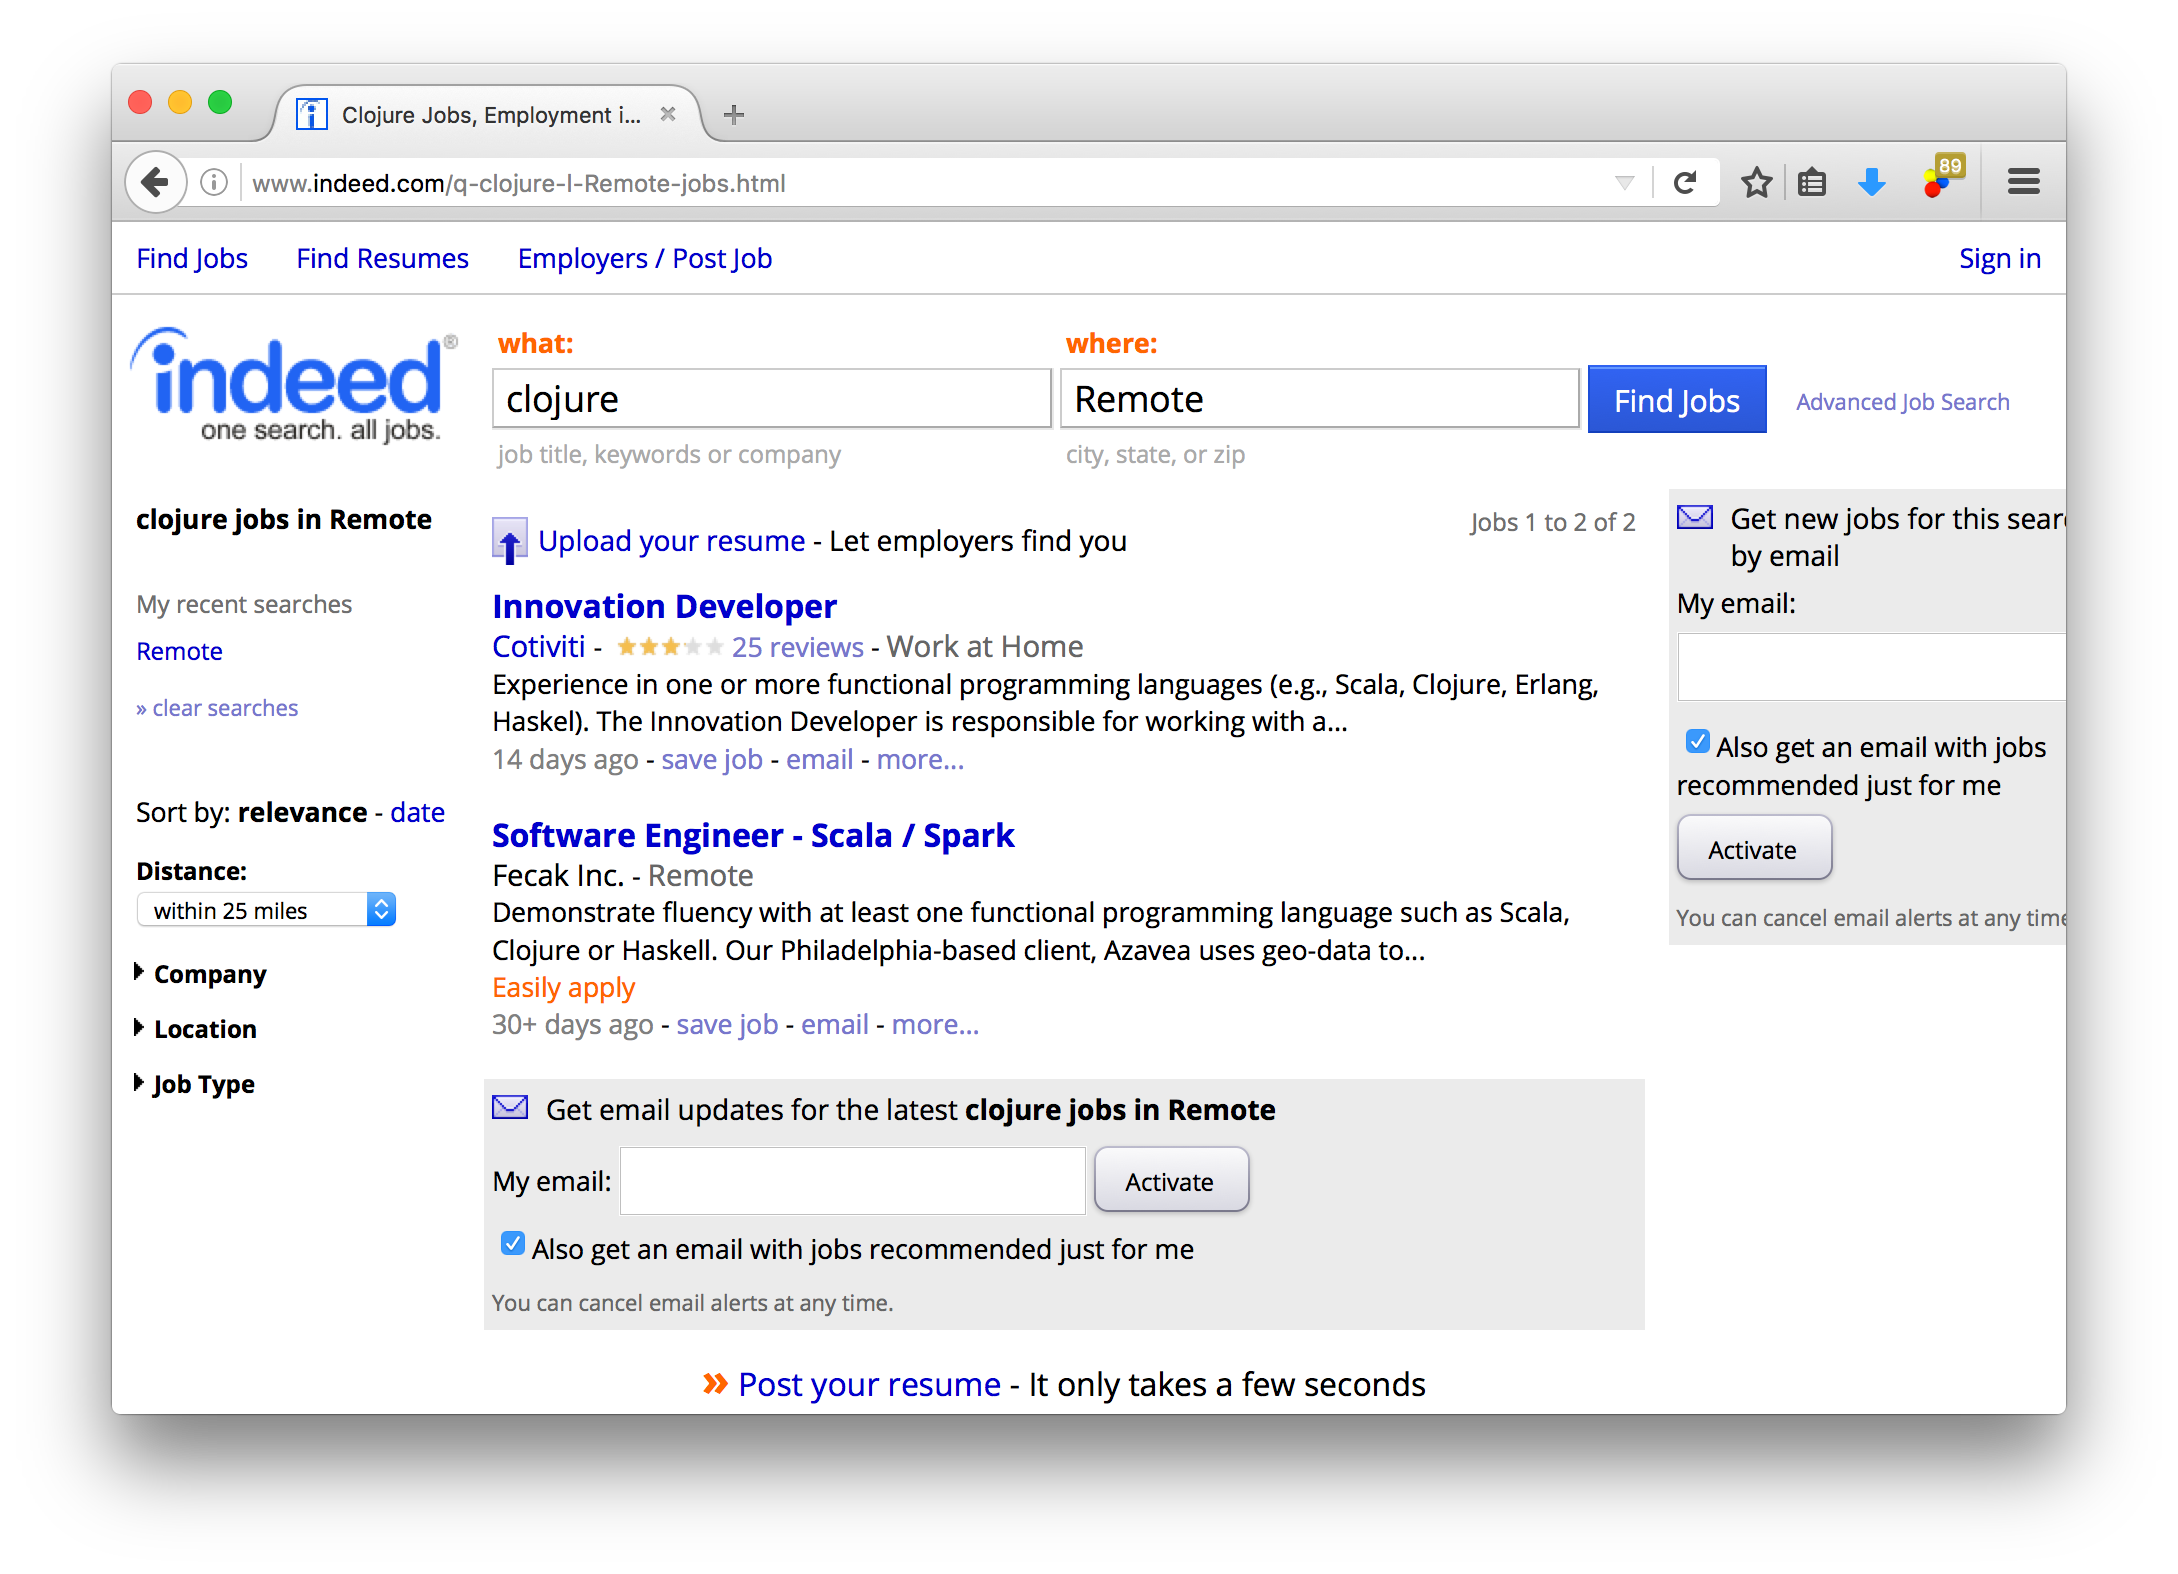 Clojure Jobs, Employment i...
www.indeed.com/q-clojure-l-Remote-jobs.html
89
Find Jobs Find Resumes Employers / Post Job Sign in
indeed®
one search. all jobs.
what:
where:
clojure
Remote
Find Jobs
Advanced Job Search
job title, keywords or company
city, state, or zip
clojure jobs in Remote
My recent searches
Remote
» clear searches
Sort by: relevance - date
Distance:
within 25 miles
Company
Location
Job Type
Upload your resume - Let employers find you
Jobs 1 to 2 of 2
Innovation Developer
Cotiviti - 25 reviews - Work at Home
Experience in one or more functional programming languages (e.g., Scala, Clojure, Erlang,
Haskel). The Innovation Developer is responsible for working with a...
14 days ago - save job - email - more...
Software Engineer - Scala / Spark
Fecak Inc. - Remote
Demonstrate fluency with at least one functional programming language such as Scala,
Clojure or Haskell. Our Philadelphia-based client, Azavea uses geo-data to...
Easily apply
30+ days ago - save job - email - more...
Get email updates for the latest clojure jobs in Remote
My email:
Activate
Also get an email with jobs recommended just for me
You can cancel email alerts at any time.
» Post your resume - It only takes a few seconds
Get new jobs for this sear
by email
My email:
Also get an email with jobs
recommended just for me
Activate
You can cancel email alerts at any time